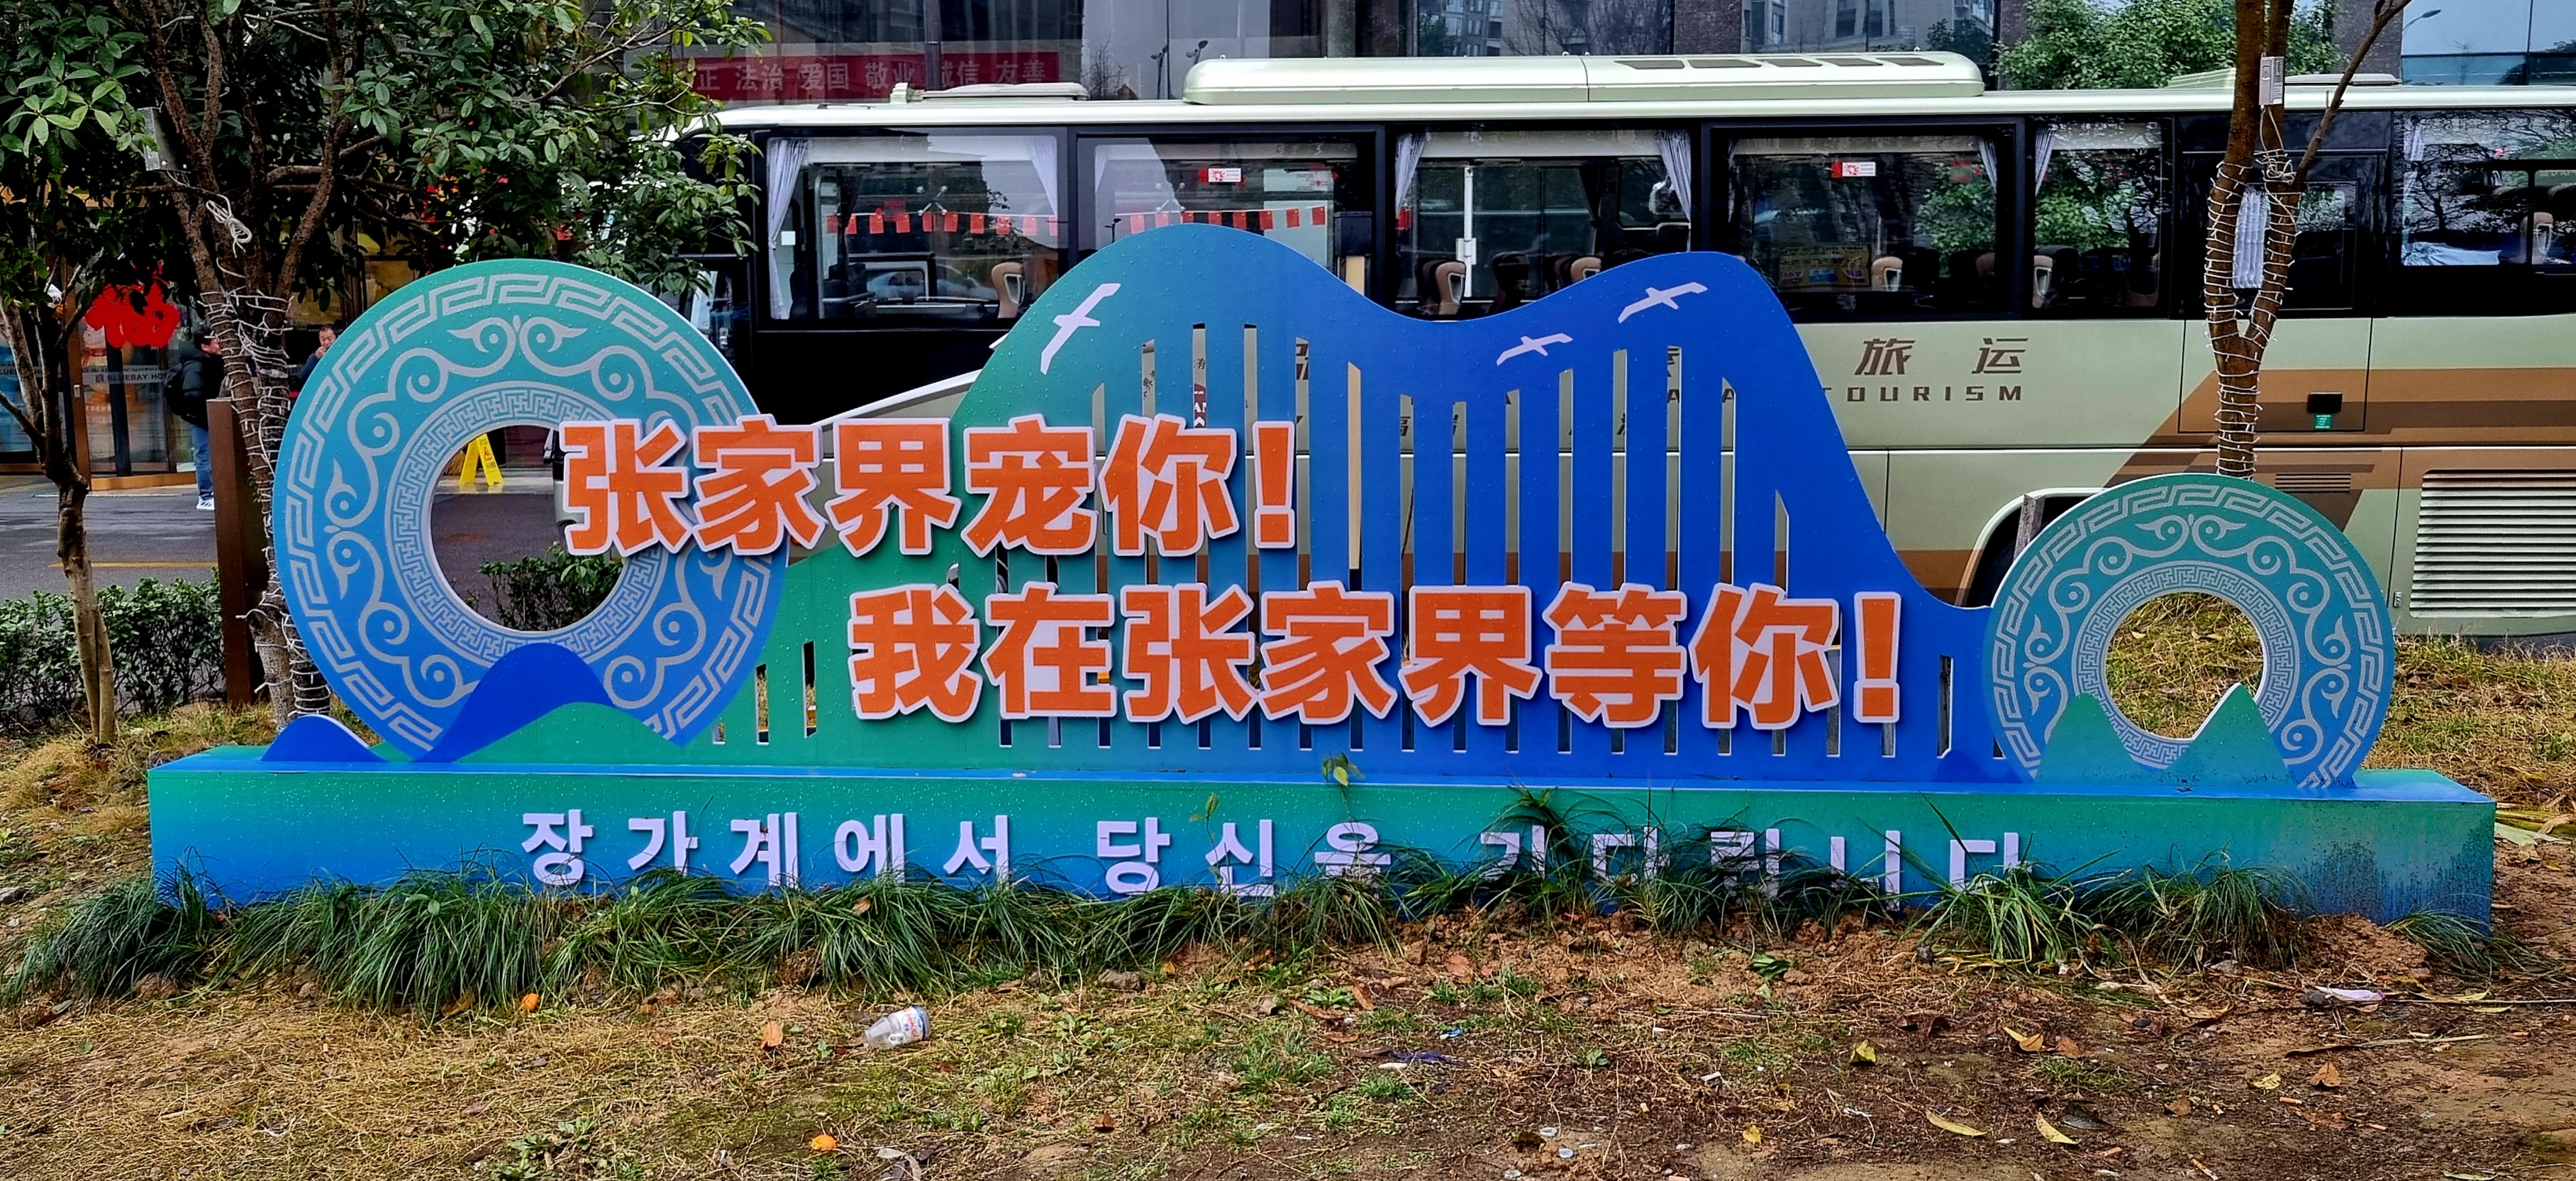 正 法治 爱国 敬业 诚信 友善
旅 运
TOURISM
BLUEBAY
张家界宠你!
我在张家界等你!
장가계에서 당신을 기다립니다